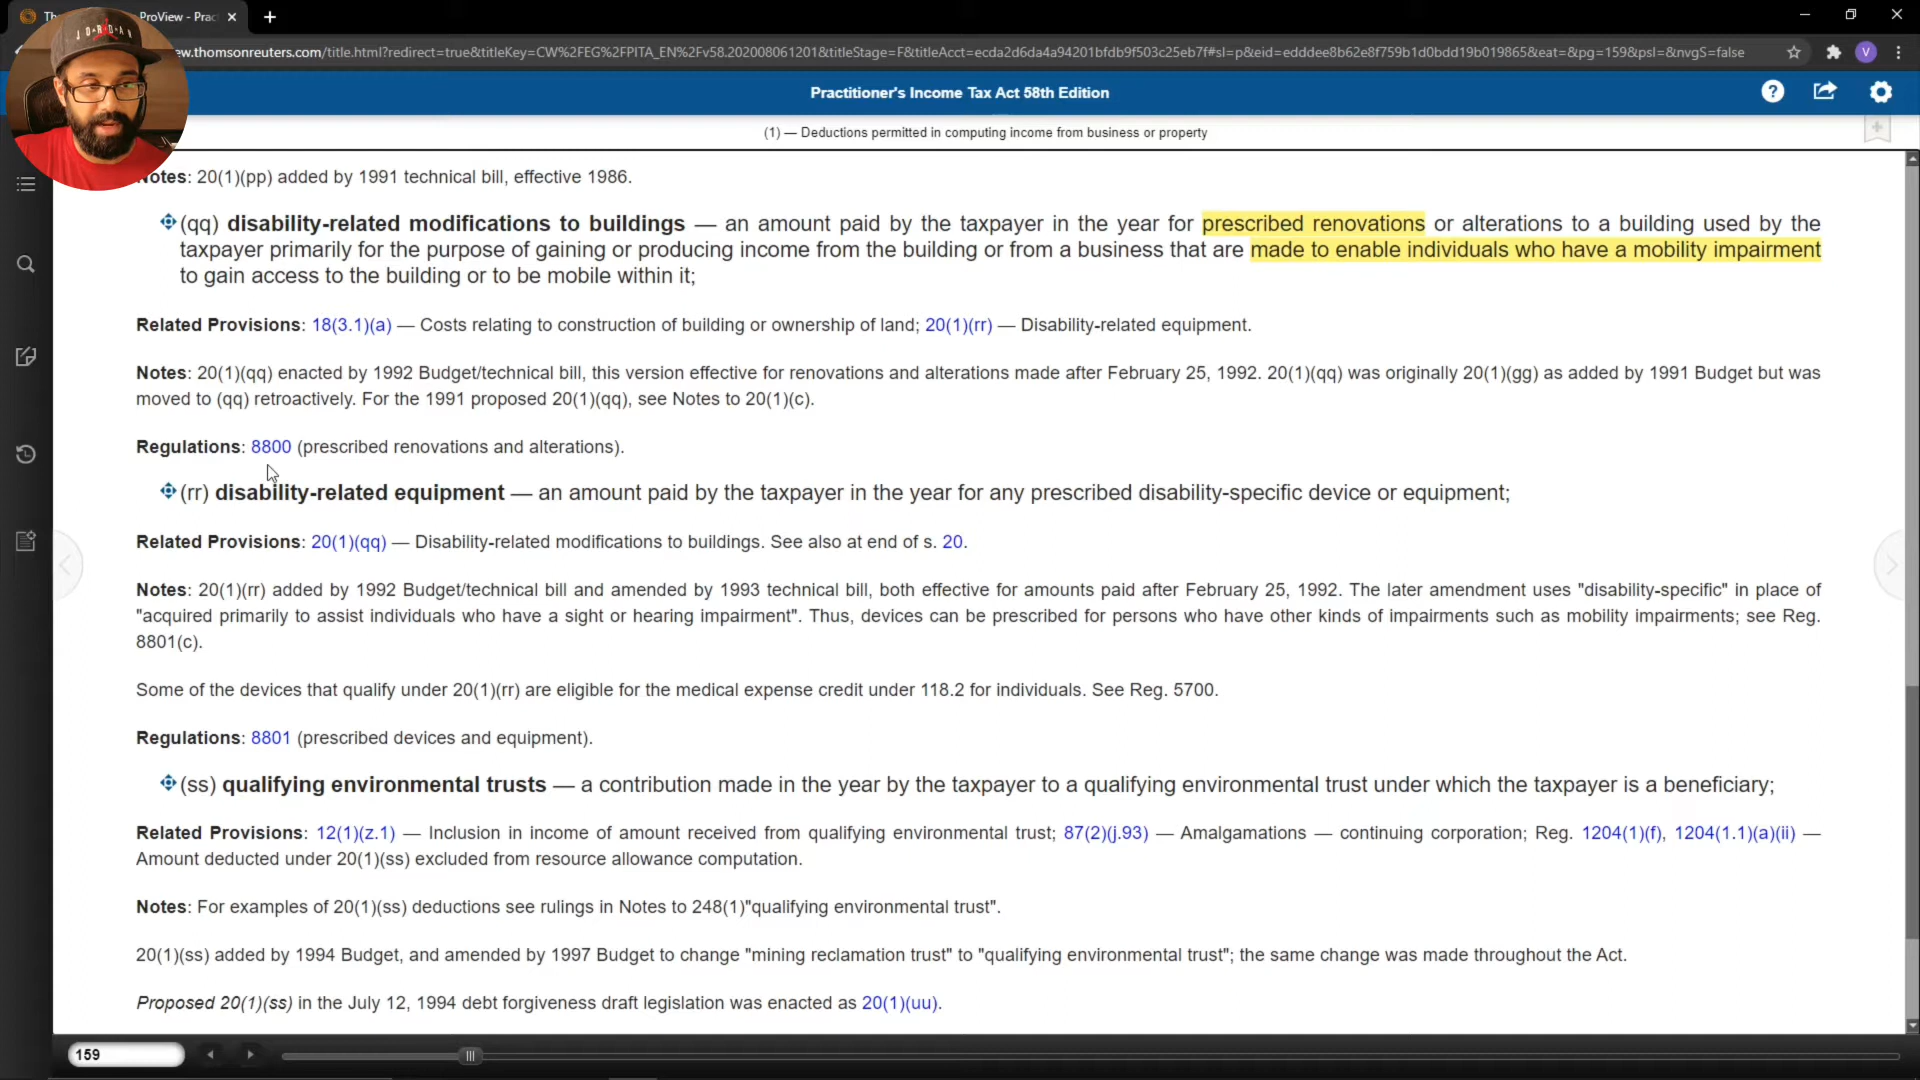 ProView - Prac
JORDAN
ew.thomsonreuters.com/title.html?redirect=true&titleKey=CW%2FEG%2FPITA_EN%2Fv58.202008061201&titleStage=F&titleAcct=ecda2d6da4a94201bfdb9f503c25eb7f#sl=p&eid=edddee8b62e8f759b1d0bdd19b019865&eat=&pg=159&psl=&nvgS=false
V
Practitioner's Income Tax Act 58th Edition
(1) — Deductions permitted in computing income from business or property
Notes: 20(1)(pp) added by 1991 technical bill, effective 1986.
(qq) disability-related modifications to buildings — an amount paid by the taxpayer in the year for prescribed renovations or alterations to a building used by the
taxpayer primarily for the purpose of gaining or producing income from the building or from a business that are made to enable individuals who have a mobility impairment
to gain access to the building or to be mobile within it;
Related Provisions: 18(3.1)(a) — Costs relating to construction of building or ownership of land; 20(1)(rr) — Disability-related equipment.
Notes: 20(1)(qq) enacted by 1992 Budget/technical bill, this version effective for renovations and alterations made after February 25, 1992. 20(1)(qq) was originally 20(1)(gg) as added by 1991 Budget but was
moved to (qq) retroactively. For the 1991 proposed 20(1)(qq), see Notes to 20(1)(c).
Regulations: 8800 (prescribed renovations and alterations).
(rr) disability-related equipment — an amount paid by the taxpayer in the year for any prescribed disability-specific device or equipment;
Related Provisions: 20(1)(qq) — Disability-related modifications to buildings. See also at end of s. 20.
Notes: 20(1)(rr) added by 1992 Budget/technical bill and amended by 1993 technical bill, both effective for amounts paid after February 25, 1992. The later amendment uses "disability-specific" in place of
"acquired primarily to assist individuals who have a sight or hearing impairment". Thus, devices can be prescribed for persons who have other kinds of impairments such as mobility impairments; see Reg.
8801(c).
Some of the devices that qualify under 20(1)(rr) are eligible for the medical expense credit under 118.2 for individuals. See Reg. 5700.
Regulations: 8801 (prescribed devices and equipment).
(ss) qualifying environmental trusts — a contribution made in the year by the taxpayer to a qualifying environmental trust under which the taxpayer is a beneficiary;
Related Provisions: 12(1)(z.1) — Inclusion in income of amount received from qualifying environmental trust; 87(2)(j.93) — Amalgamations — continuing corporation; Reg. 1204(1)(f), 1204(1.1)(a)(ii) —
Amount deducted under 20(1)(ss) excluded from resource allowance computation.
Notes: For examples of 20(1)(ss) deductions see rulings in Notes to 248(1)"qualifying environmental trust".
20(1)(ss) added by 1994 Budget, and amended by 1997 Budget to change "mining reclamation trust" to "qualifying environmental trust"; the same change was made throughout the Act.
Proposed 20(1)(ss) in the July 12, 1994 debt forgiveness draft legislation was enacted as 20(1)(uu).
159